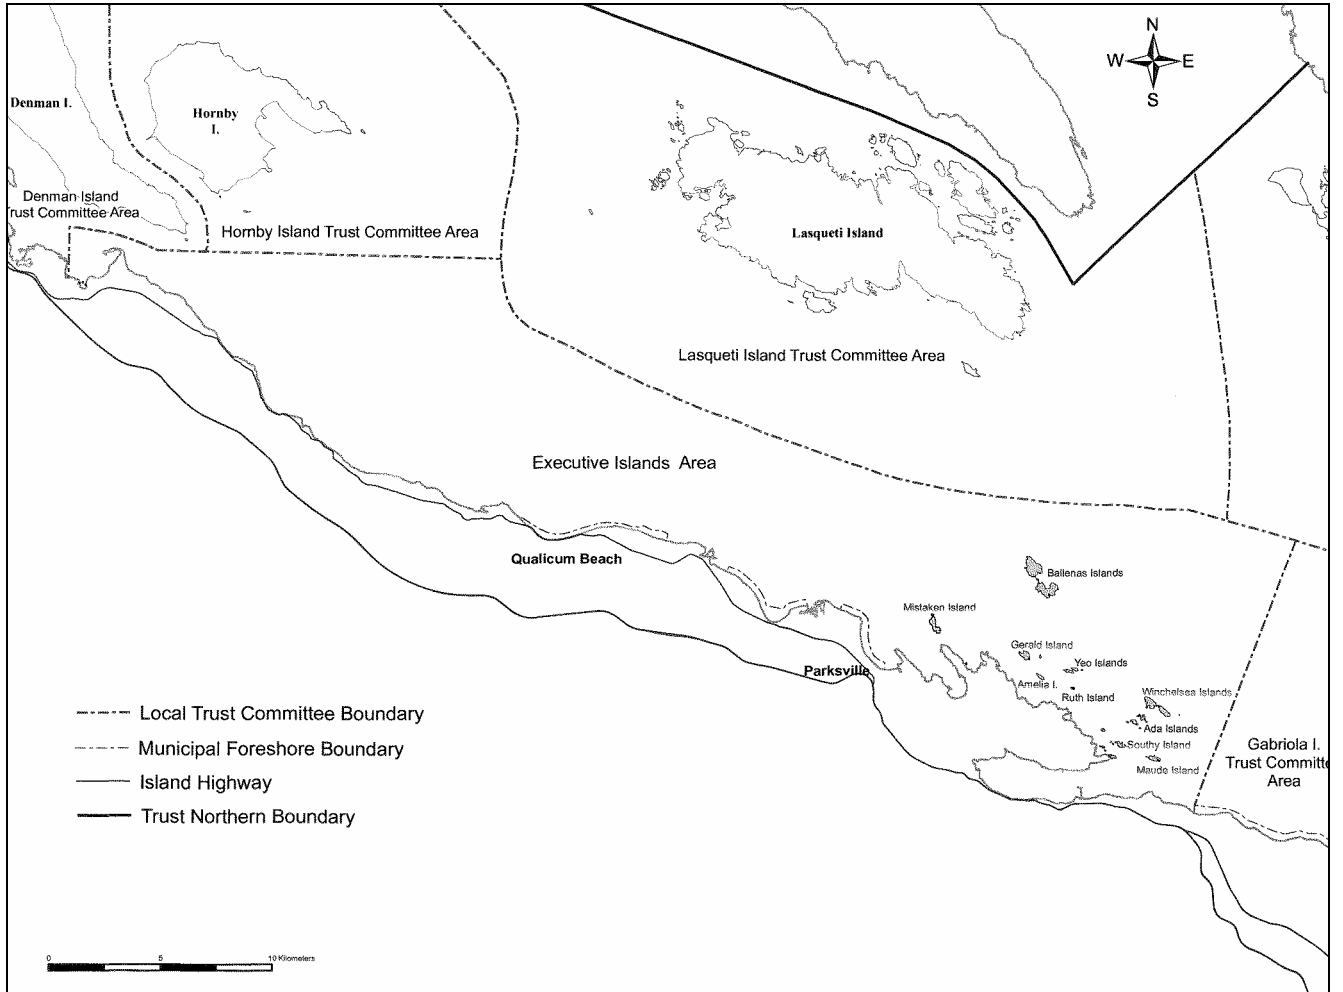 N
W E
S
Denman I.
Hornby
I.
Denman Island
rust Committee Area
Hornby Island Trust Committee Area
Lasqueti Island
Lasqueti Island Trust Committee Area
Executive Islands Area
Qualicum Beach
Ballenas Islands
Mistaken Island
Gerald Island
Yeo Islands
Parksville
Amelia I.
Ruth Island
Winchelsea Islands
Ada Islands
Southy Island
Maude Island
Gabriola I.
Trust Committe
Area
Local Trust Committee Boundary
Municipal Foreshore Boundary
Island Highway
Trust Northern Boundary
0 5 10 Kilometers